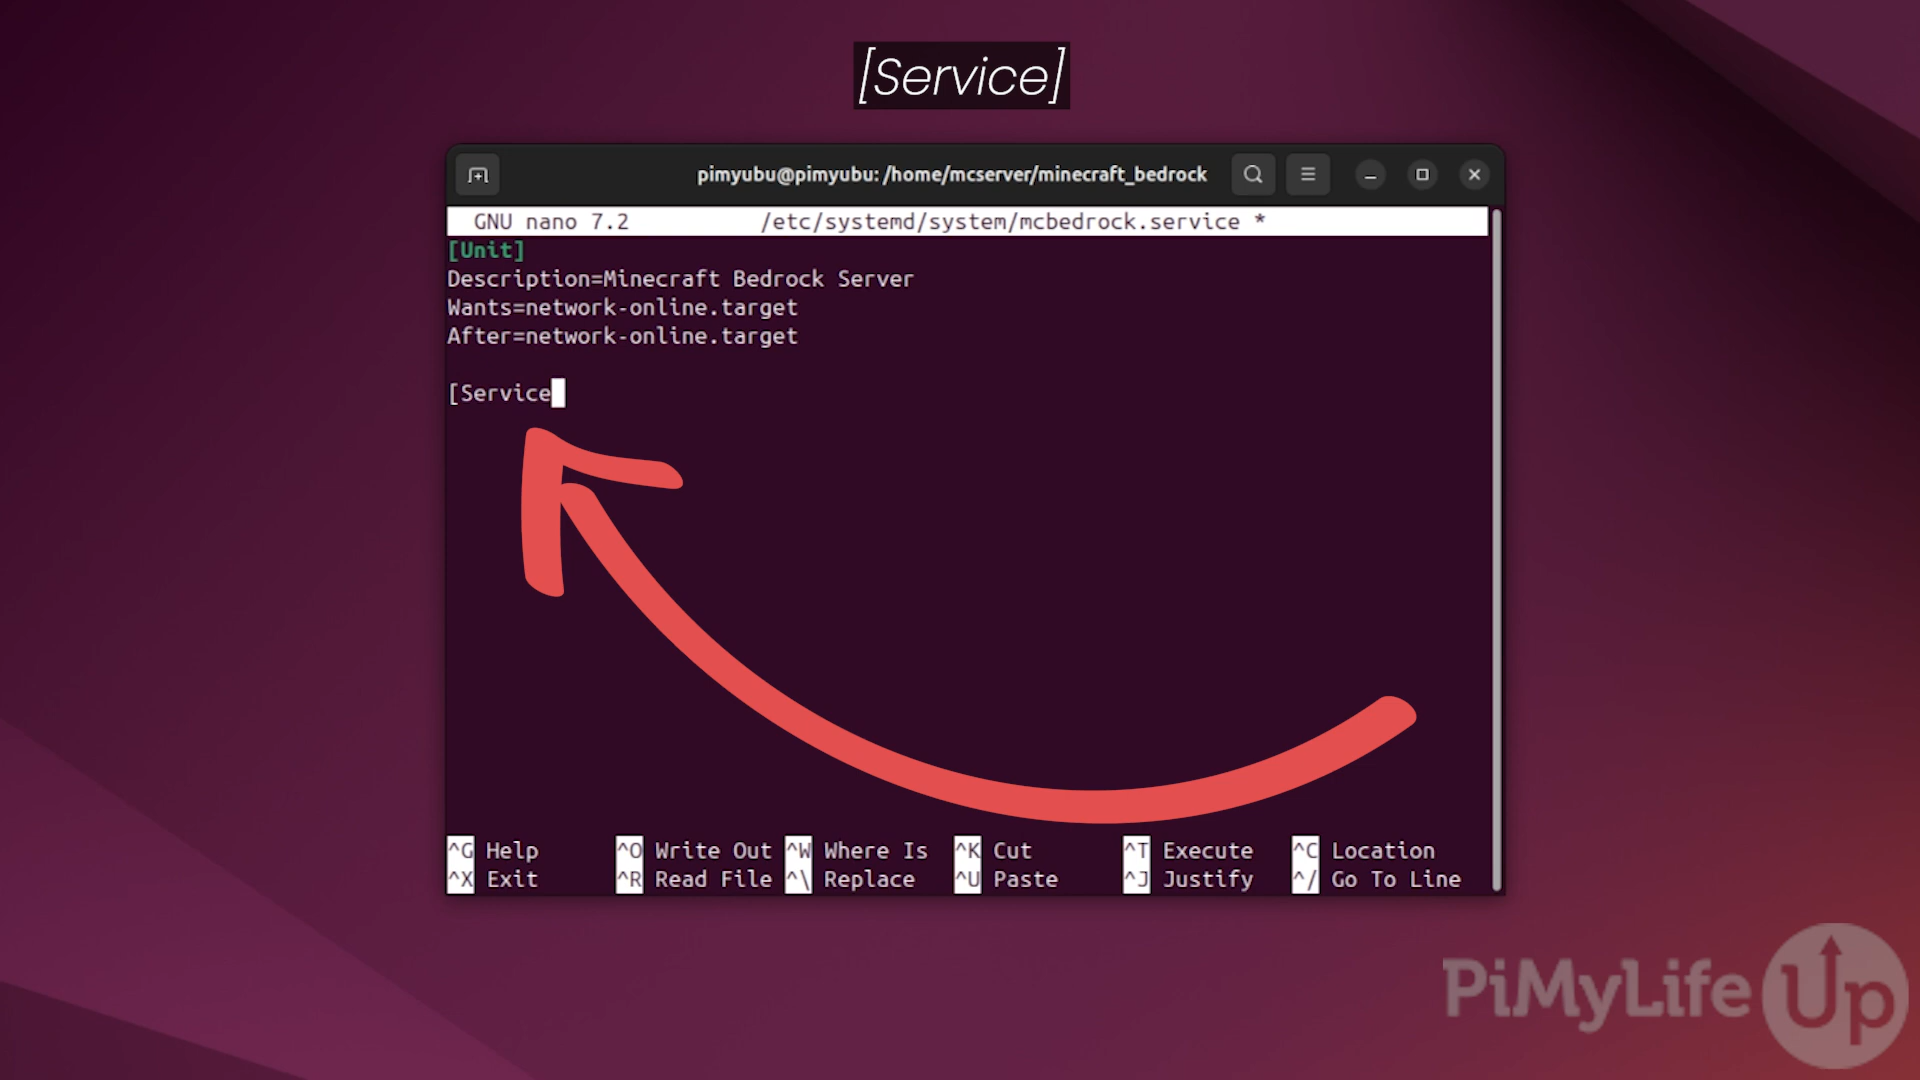 [Service]
pimyubu@pimyubu: /home/mcserver/minecraft_bedrock
GNU nano 7.2 /etc/systemd/system/mcbedrock.service *
[Unit]
Description=Minecraft Bedrock Server
Wants=network-online.target
After=network-online.target
[Service
^G Help ^O Write Out ^W Where Is ^K Cut ^T Execute ^C Location
^X Exit ^R Read File ^\ Replace ^U Paste ^J Justify ^/ Go To Line
PiMyLifeUp